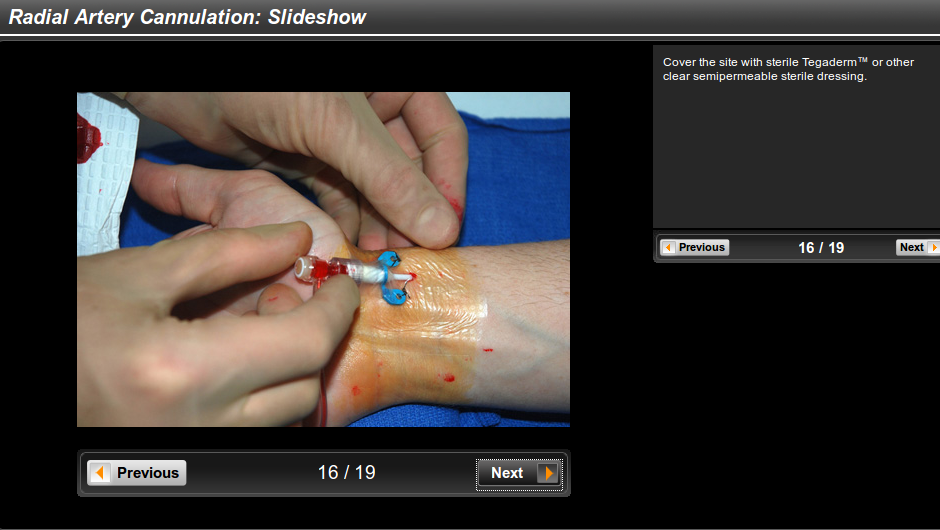 Radial Artery Cannulation: Slideshow
Cover the site with sterile Tegaderm™ or other
clear semipermeable sterile dressing.
Previous
16 / 19
Next
Previous
16 / 19
Next